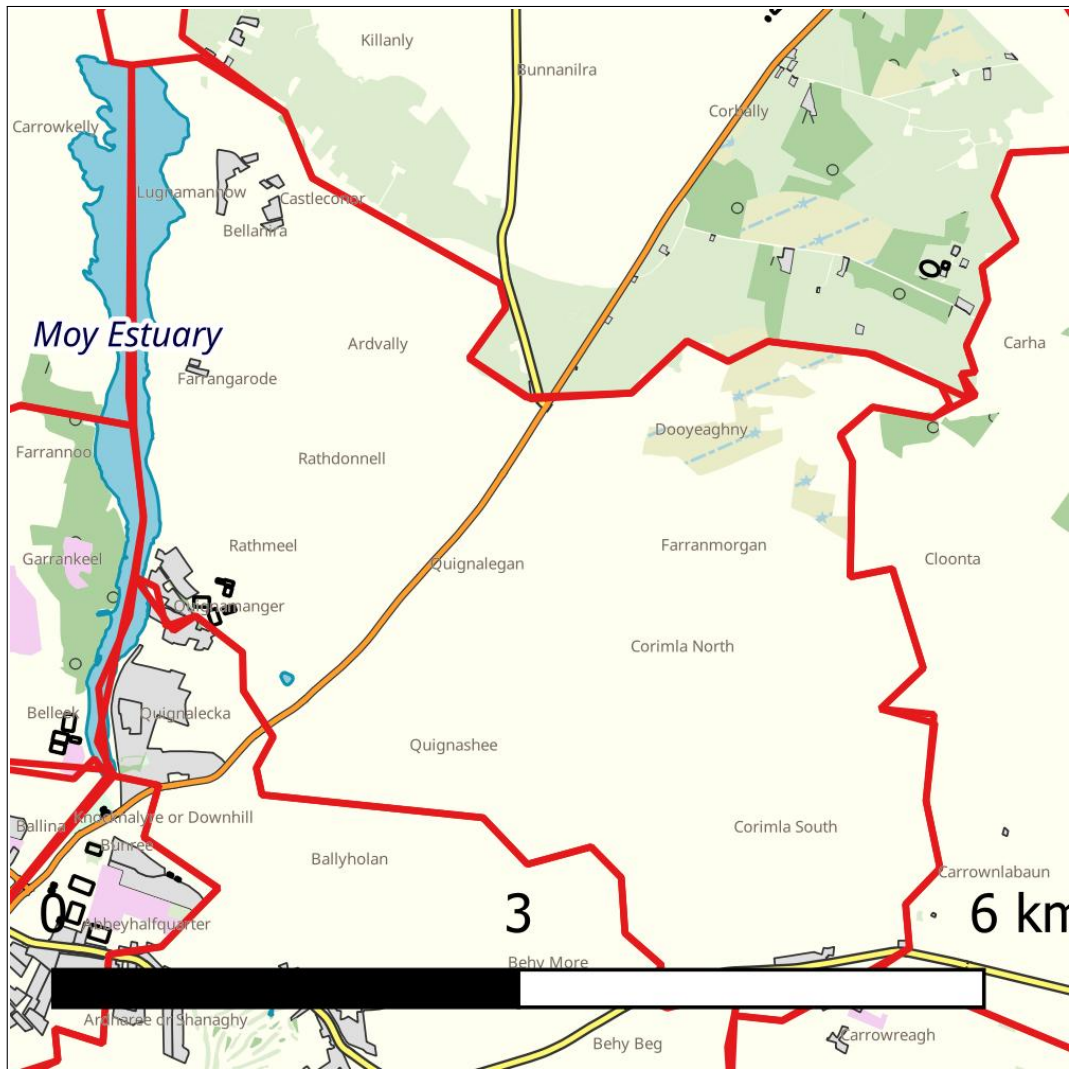 Killanly
Bunnanilra
Corbally
Carrowkelly
Lugnamannow
Castleconor
Bellanira
Moy Estuary
Ardvally
Carha
Farrangarode
Dooyeaghny
Farrannoo
Rathdonnell
Rathmeel
Farranmorgan
Garrankeel
Quignalegan
Cloonta
Quignamanger
Corimla North
Belleek
Quignalecka
Quignashee
Knocknalyre or Downhill
Ballina
Corimla South
Bunree
Ballyholan
Carrownlabaun
0 3 6 km
Abbeyhalfquarter
Behy More
Ardnaree or Shanaghy
Behy Beg
Carrowreagh